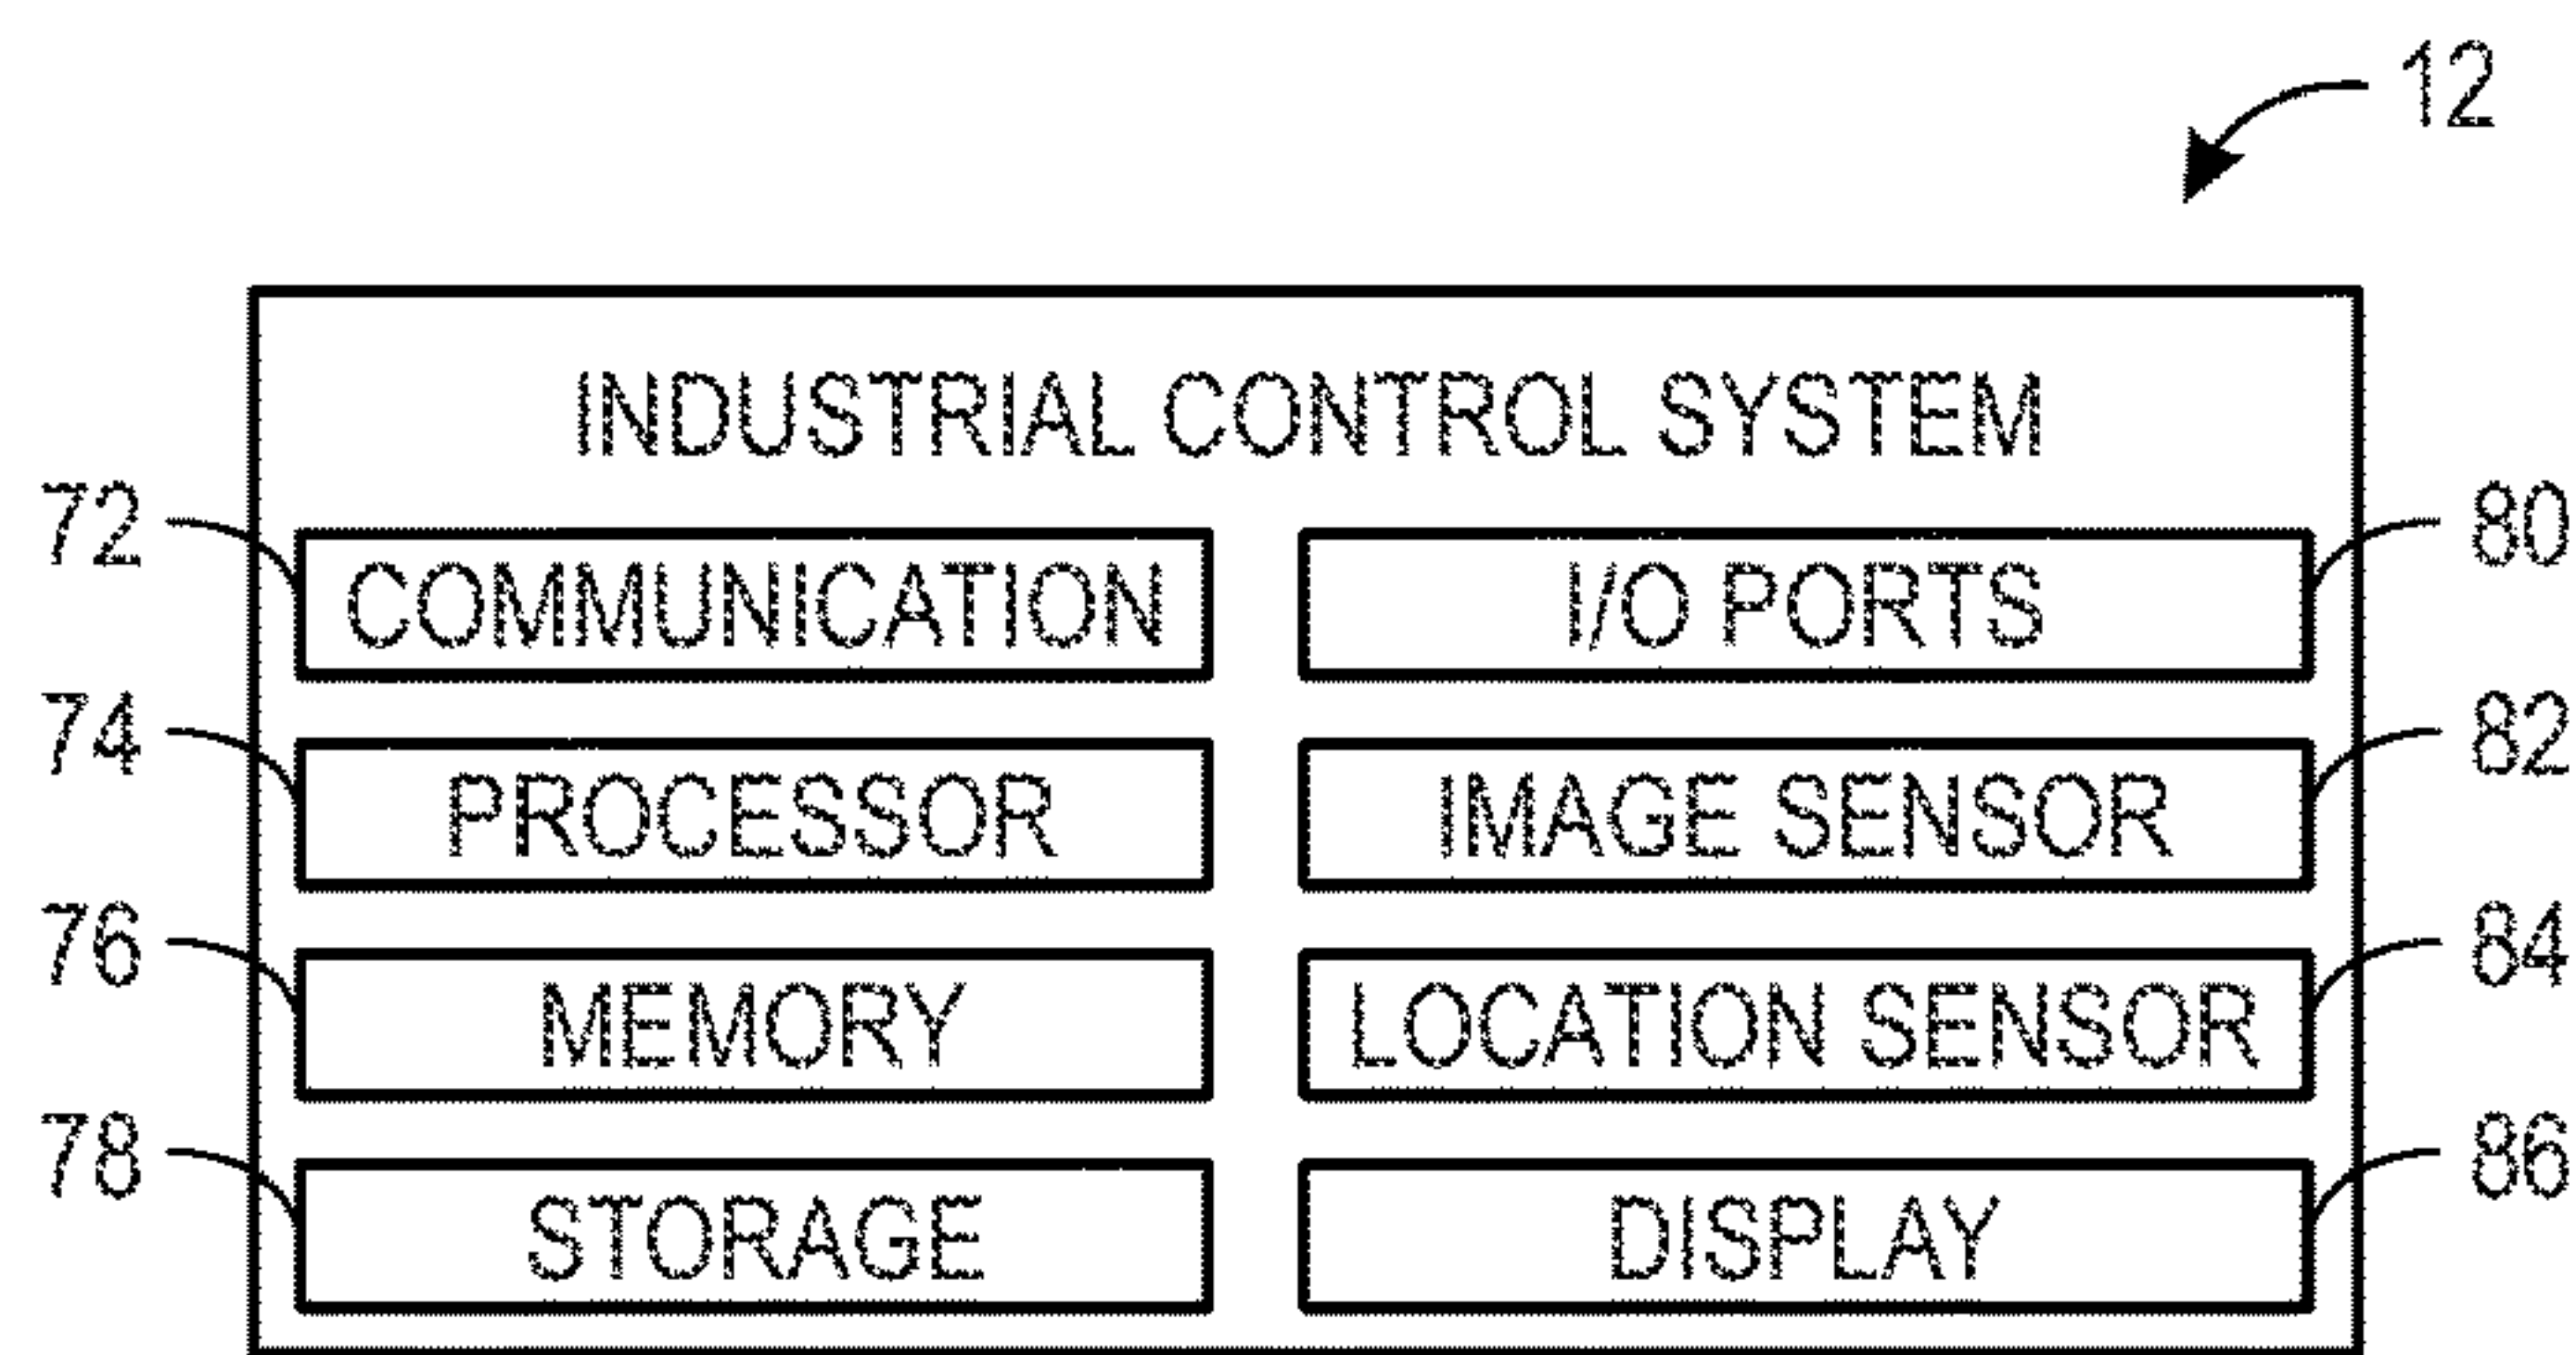 12
INDUSTRIAL CONTROL SYSTEM
72 COMMUNICATION I/O PORTS 80
74 PROCESSOR IMAGE SENSOR 82
76 MEMORY LOCATION SENSOR 84
78 STORAGE DISPLAY 86